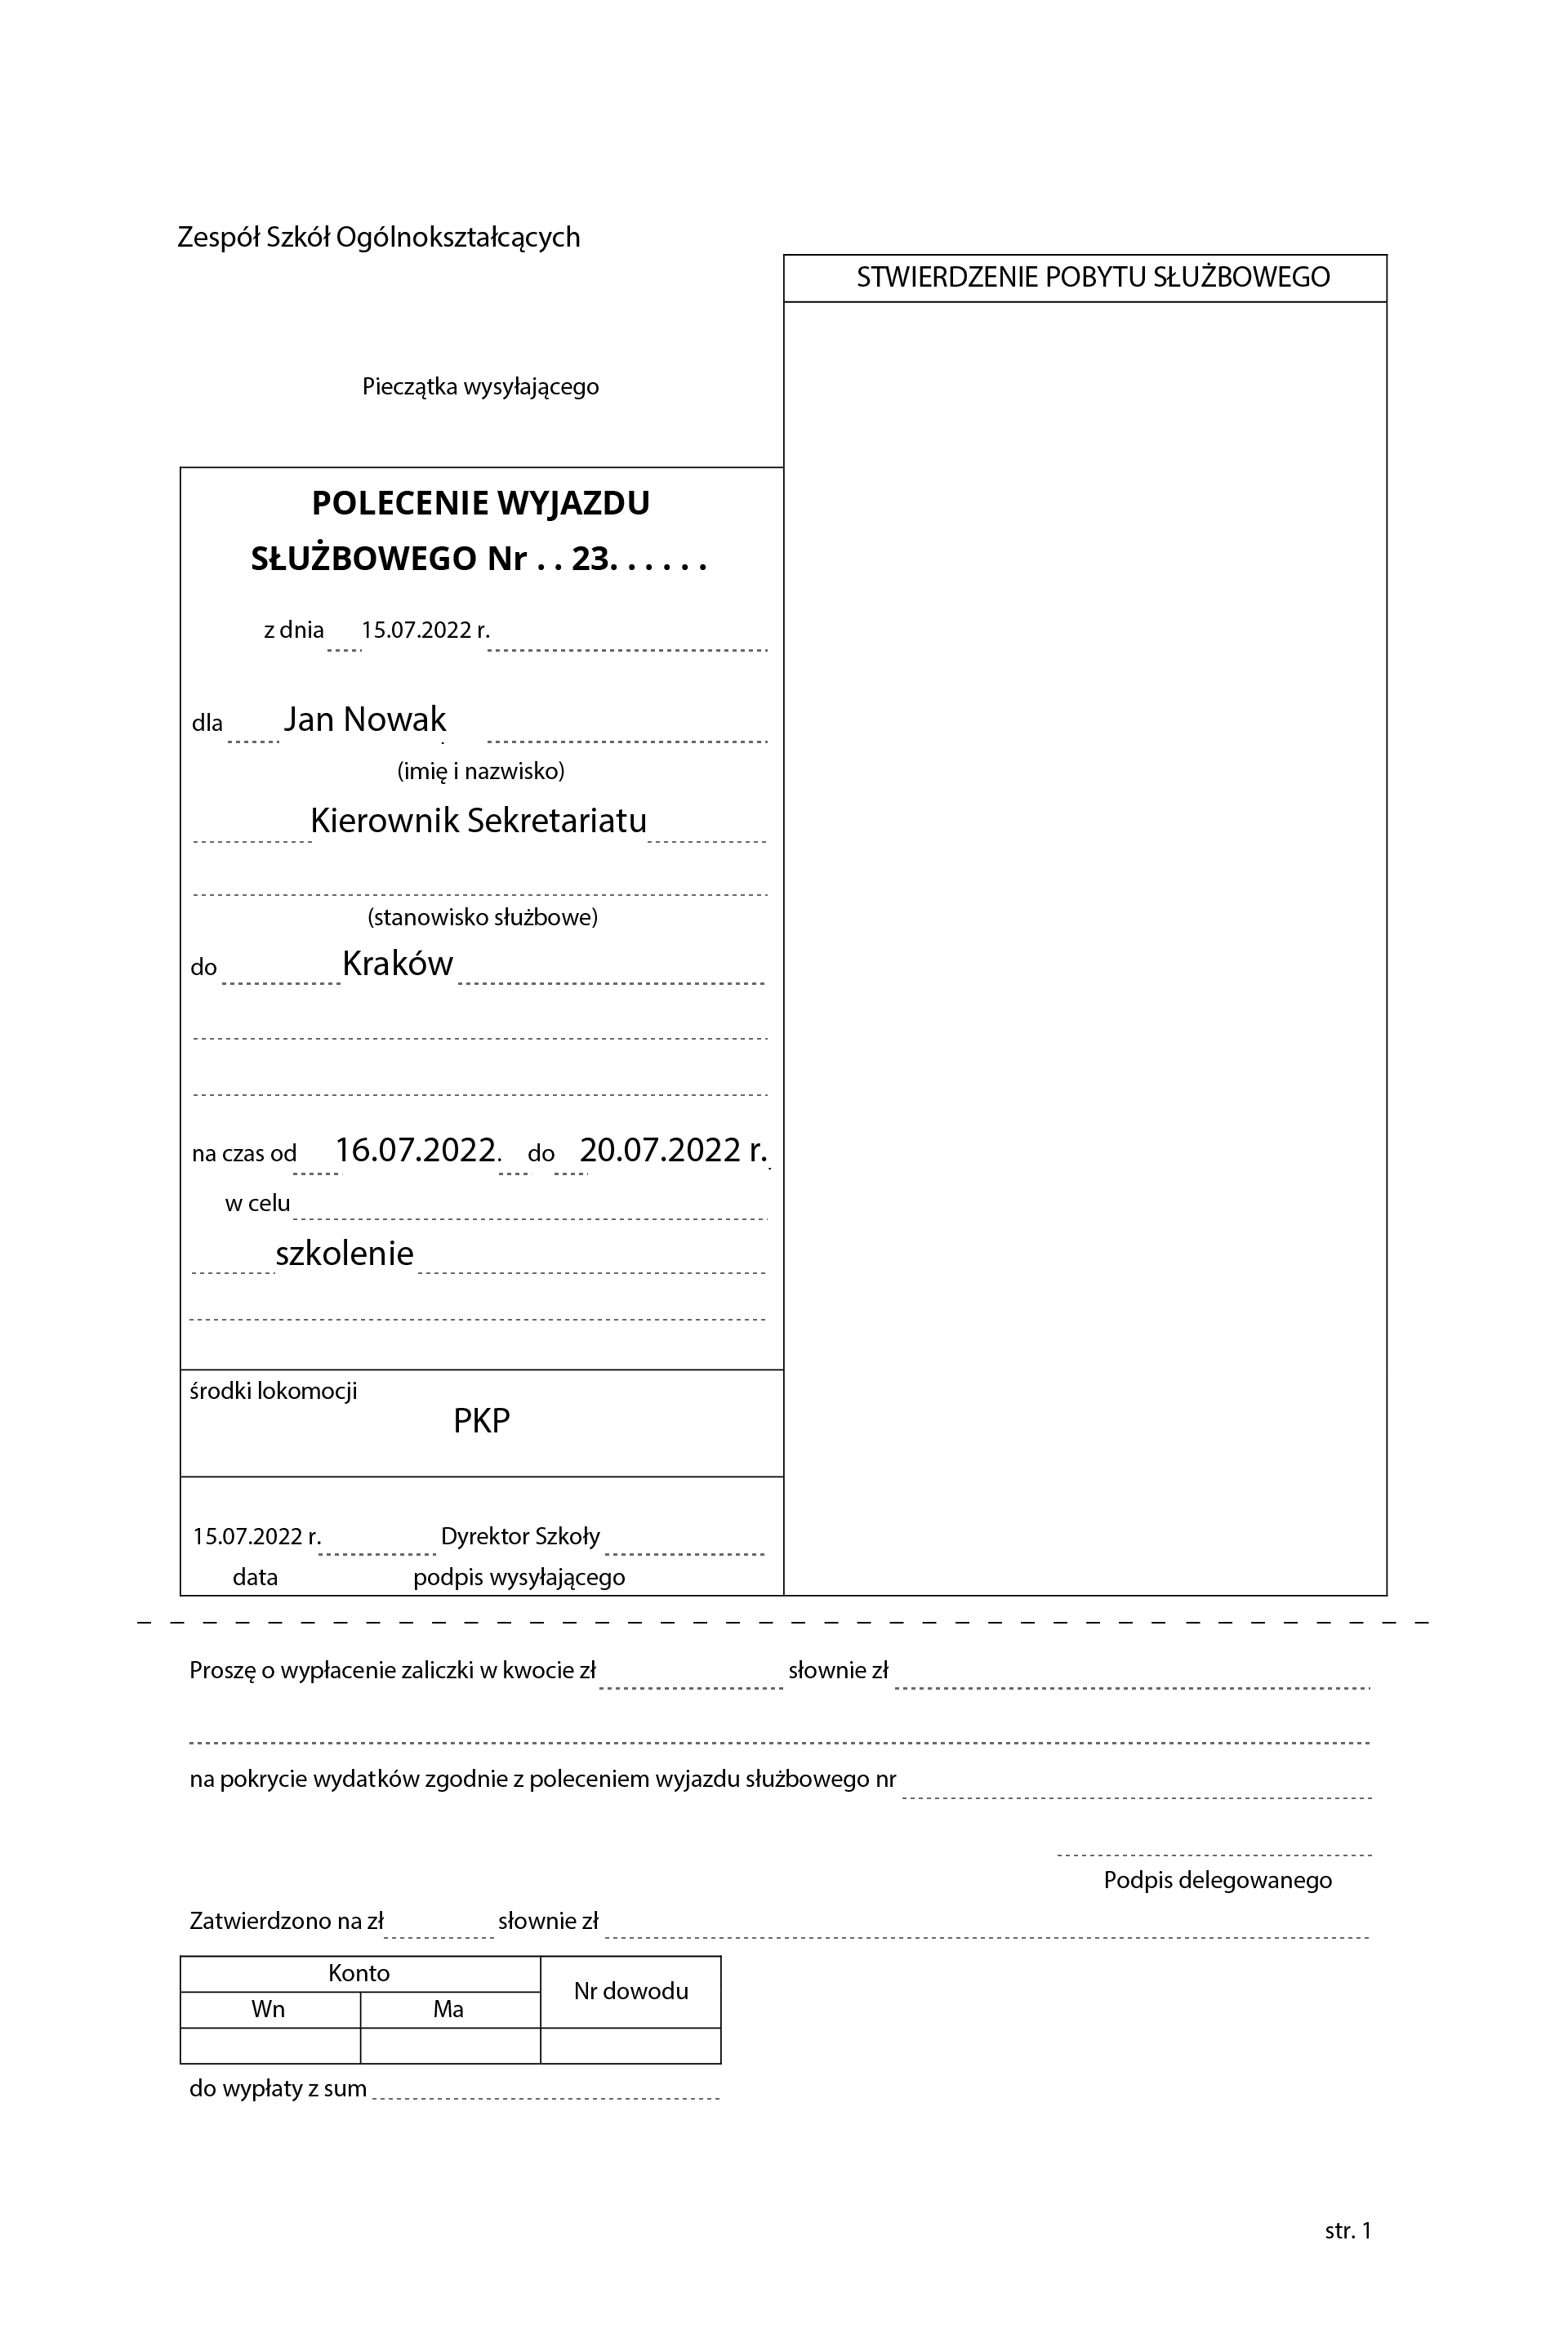 Zespół Szkół Ogólnokształcących
STWIERDZENIE POBYTU SŁUŻBOWEGO
Pieczątka wysyłającego
POLECENIE WYJAZDU
SŁUŻBOWEGO Nr . . 23. . . . . .
z dnia 15.07.2022 r.
dla Jan Nowak
(imię i nazwisko)
Kierownik Sekretariatu
(stanowisko służbowe)
do Kraków
na czas od 16.07.2022. do 20.07.2022 r.
w celu
szkolenie
środki lokomocji
PKP
15.07.2022 r. Dyrektor Szkoły
data podpis wysyłającego
Proszę o wypłacenie zaliczki w kwocie zł słownie zł
na pokrycie wydatków zgodnie z poleceniem wyjazdu służbowego nr
Podpis delegowanego
Zatwierdzono na zł słownie zł
Konto
Nr dowodu
Wn Ma
do wypłaty z sum
str. 1